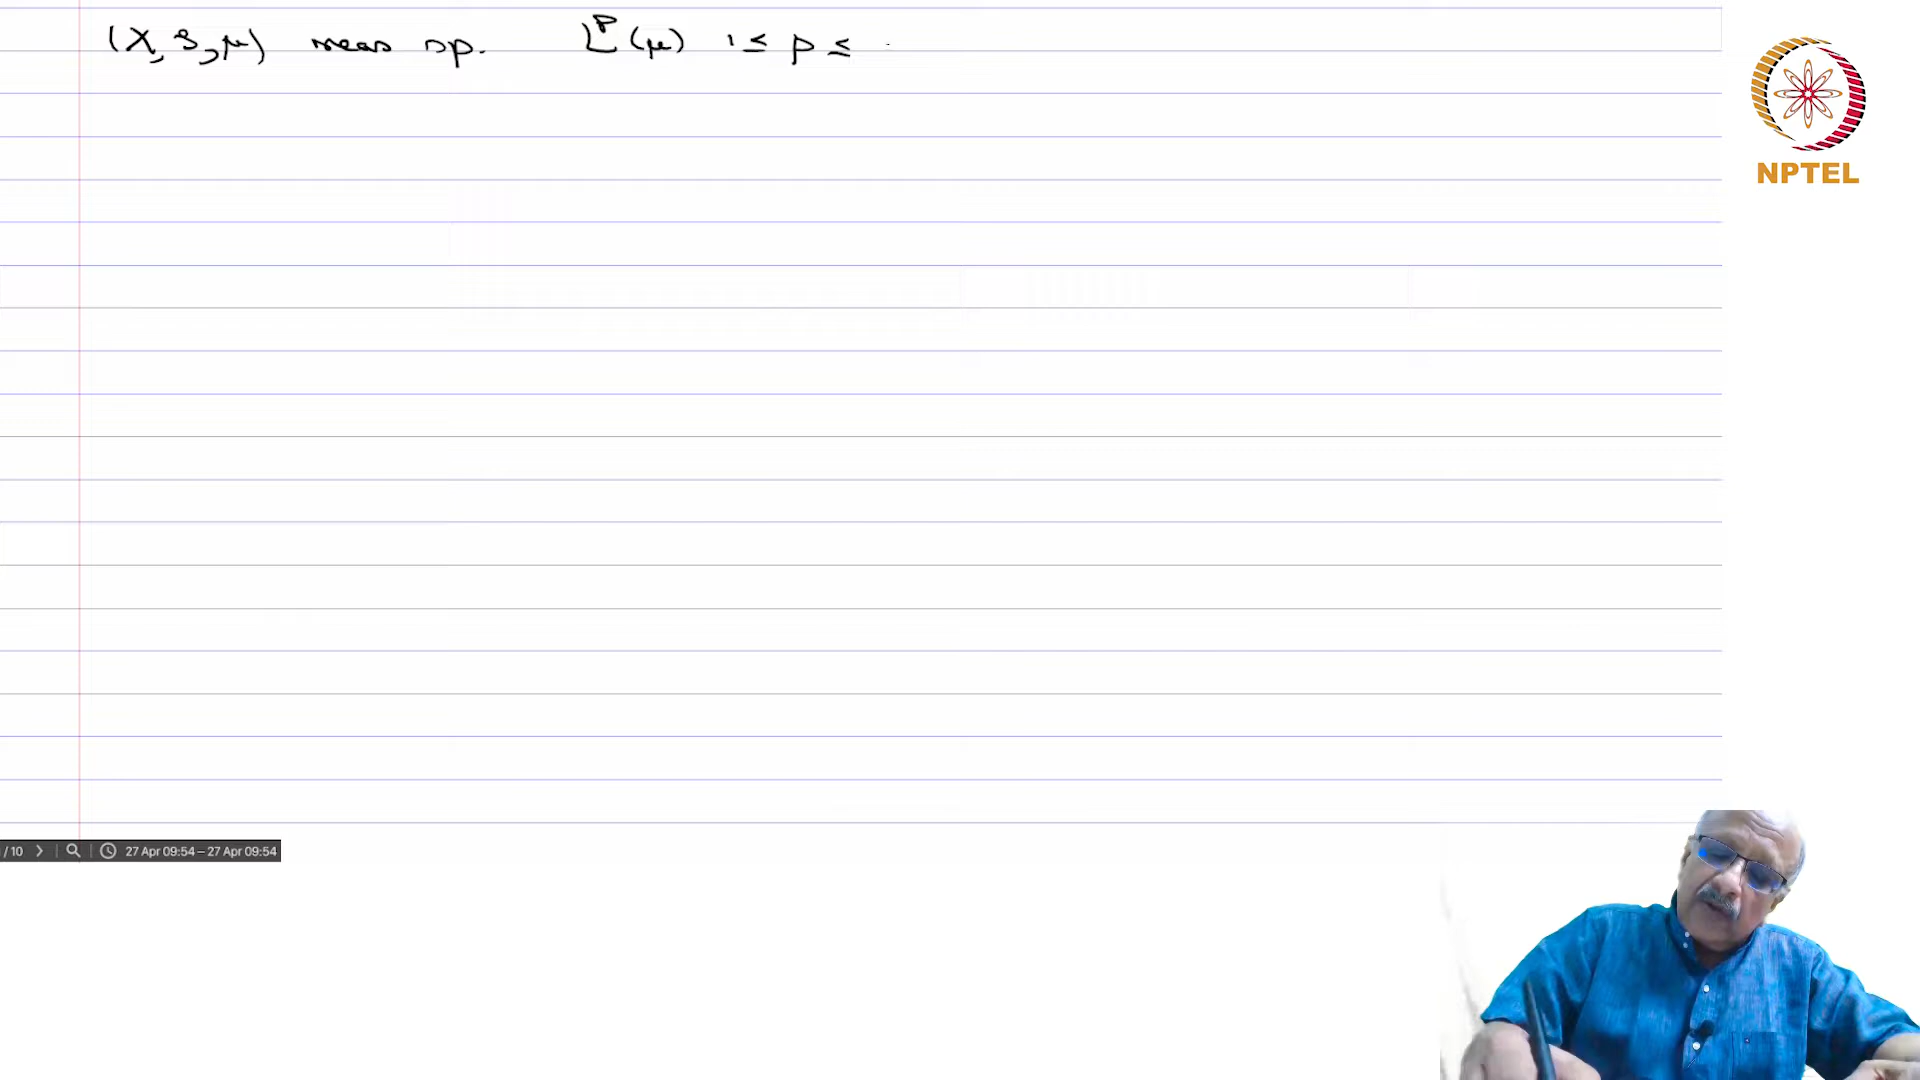 (X, S, μ) meas sp. L^p(μ) 1 ≤ p ≤
NPTEL
/ 10 > 27 Apr 09:54 – 27 Apr 09:54